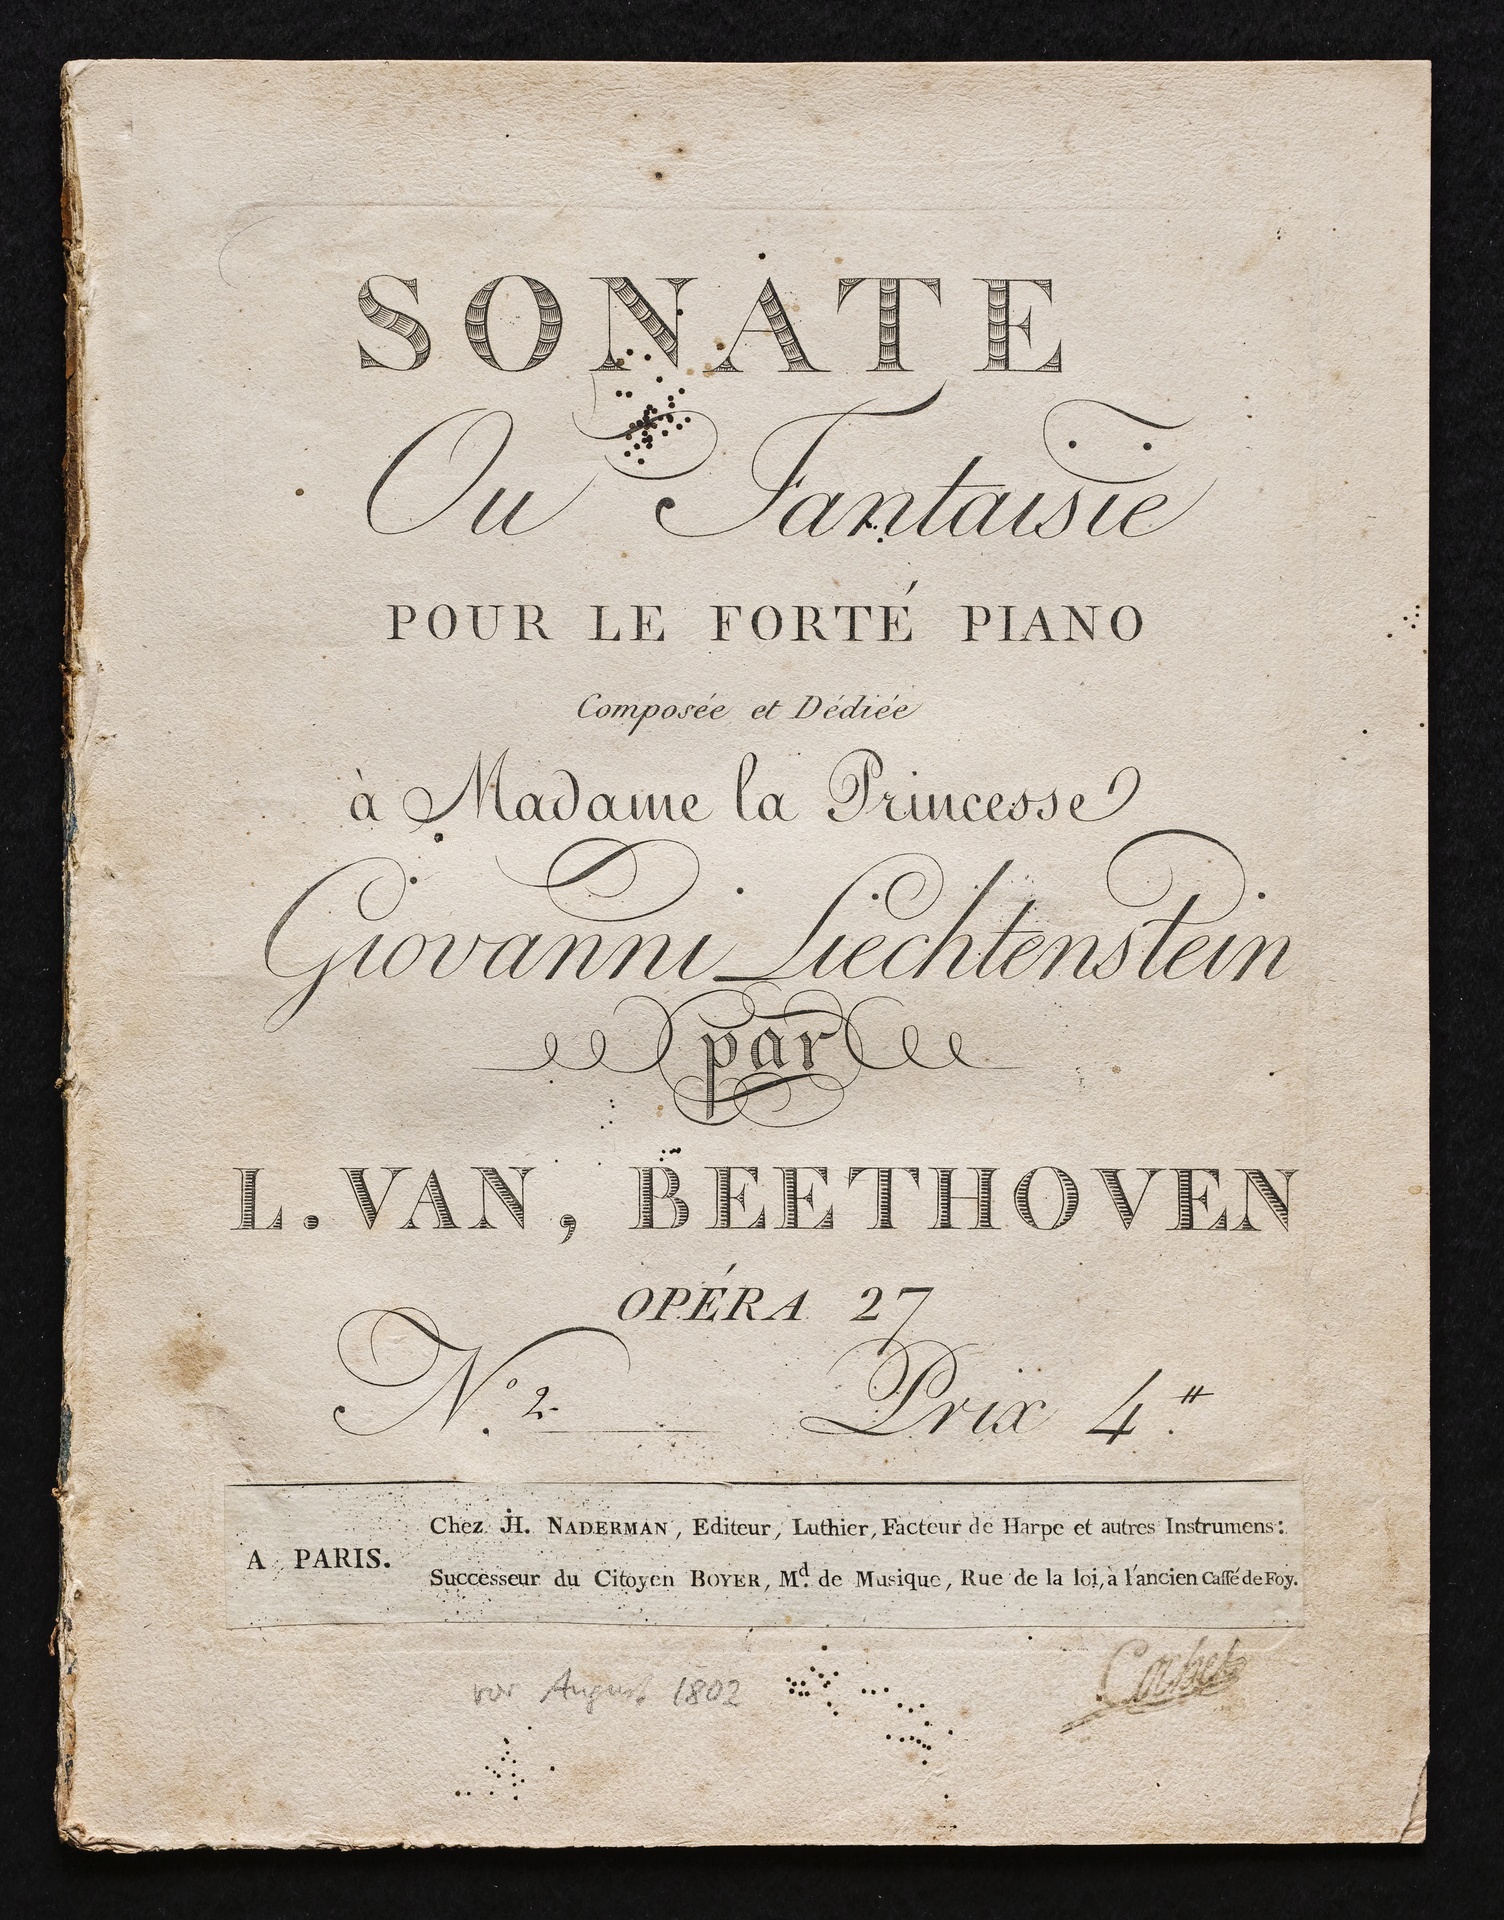 SONATE
Ou Fantaisie
POUR LE FORTÉ PIANO
Composée et Dédiée
à Madame la Princesse
Giovanni Liechtenstein
par
L. VAN, BEETHOVEN
OPÉRA 27
N.º 2 Prix 4.tt
A PARIS.
Chez JH. NADERMAN, Editeur, Luthier, Facteur de Harpe et autres Instrumens:
Successeur du Citoyen BOYER, Md. de Musique, Rue de la loi, à l'ancien Caffé de Foy.
vor August 1802